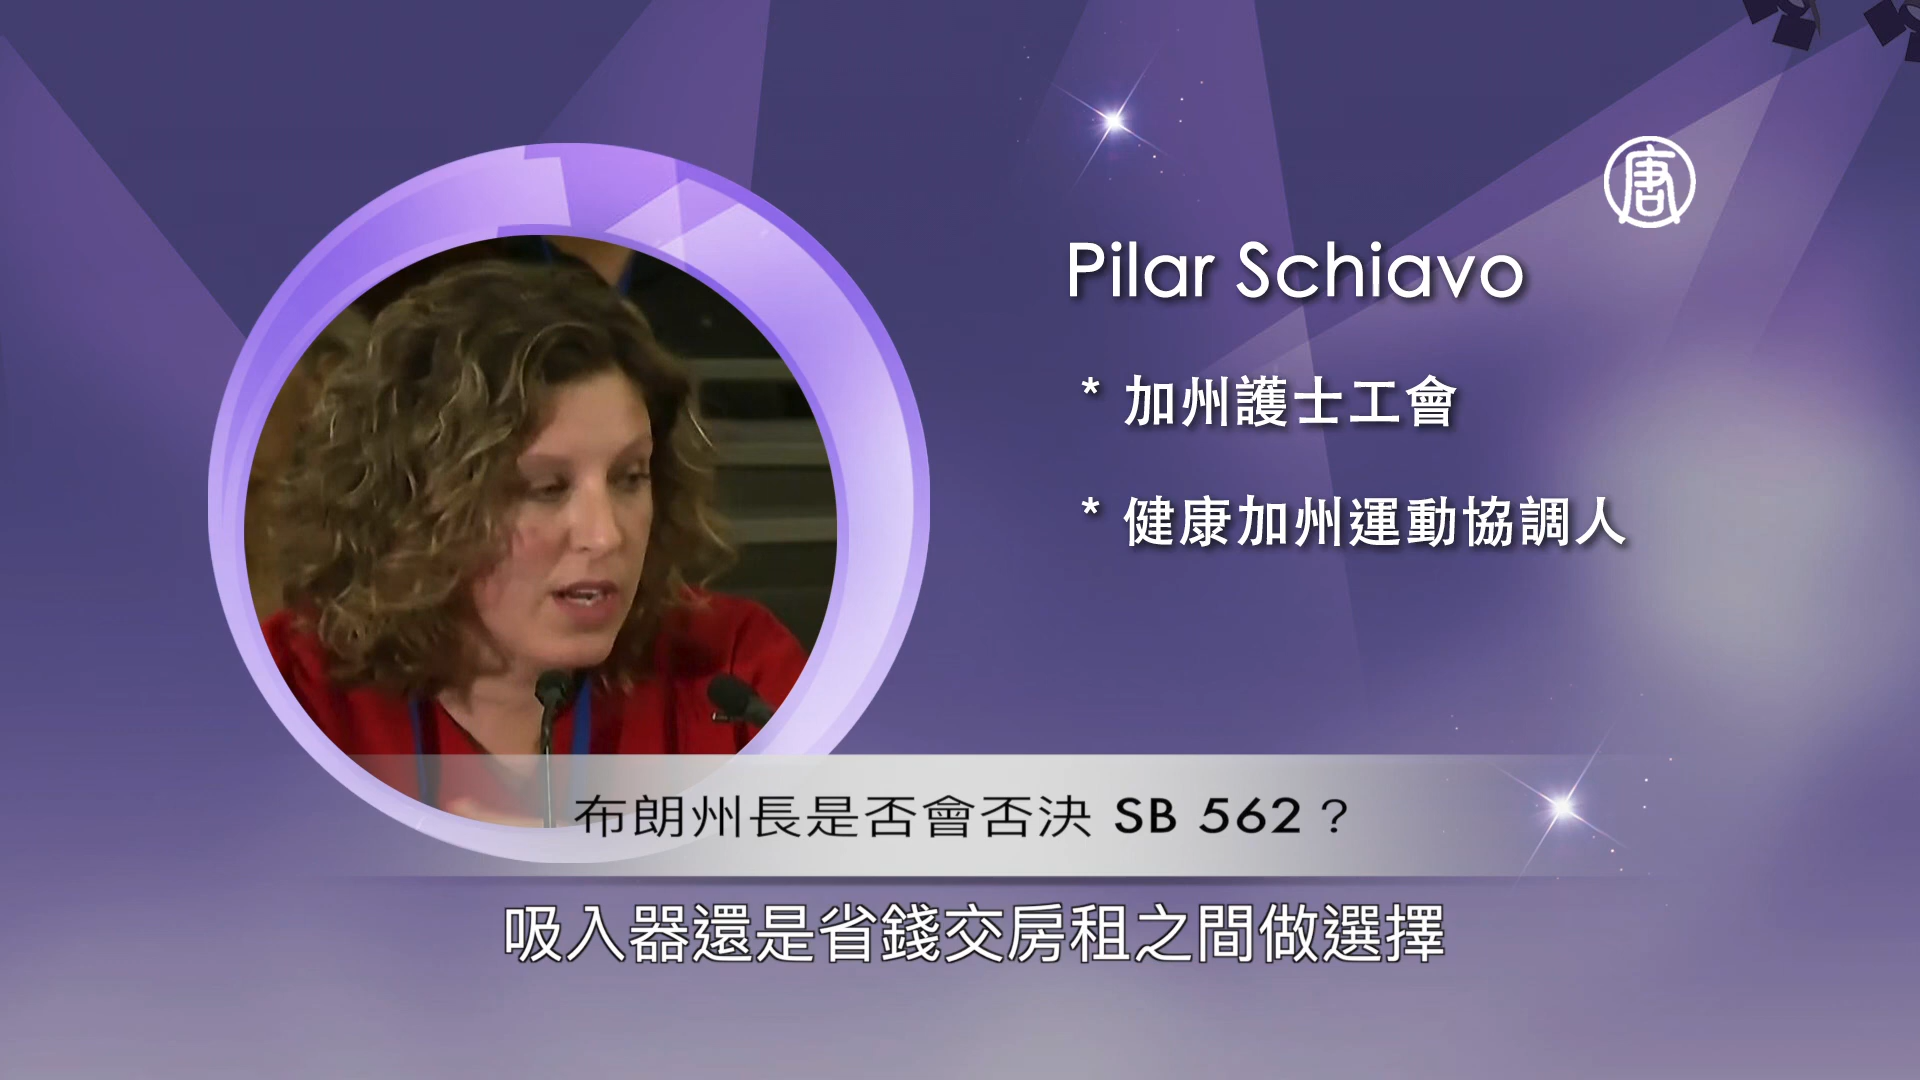 唐
Pilar Schiavo
* 加州護士工會
* 健康加州運動協調人
布朗州長是否會否決 SB 562？
吸入器還是省錢交房租之間做選擇